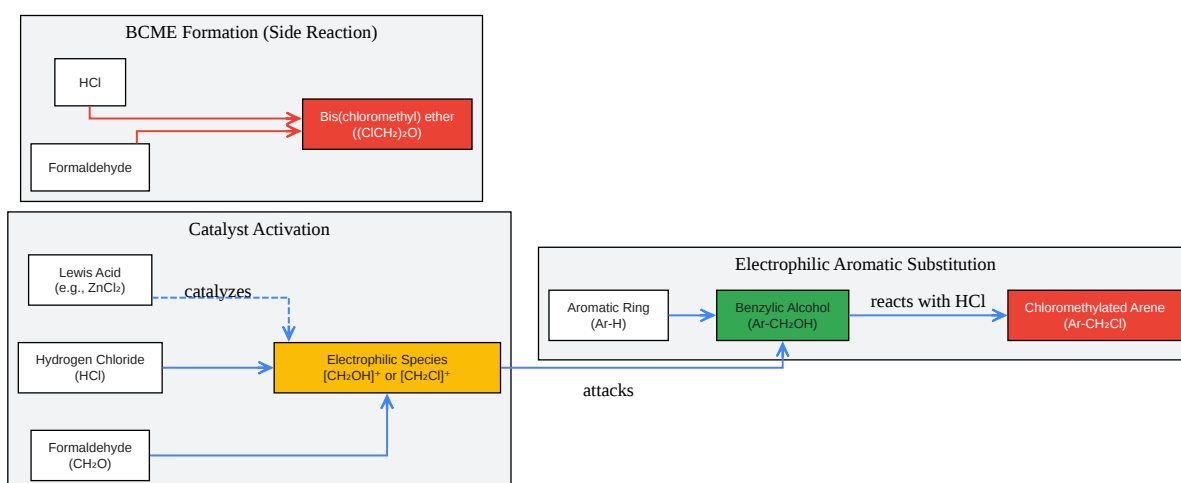 BCME Formation (Side Reaction)
HCl
Bis(chloromethyl) ether
((ClCH₂)₂O)
Formaldehyde
Catalyst Activation
Lewis Acid
(e.g., ZnCl₂)
catalyzes
Hydrogen Chloride
(HCl)
Electrophilic Species
[CH₂OH]⁺ or [CH₂Cl]⁺
Formaldehyde
(CH₂O)
attacks
Electrophilic Aromatic Substitution
Aromatic Ring
(Ar-H)
Benzylic Alcohol
(Ar-CH₂OH)
reacts with HCl
Chloromethylated Arene
(Ar-CH₂Cl)